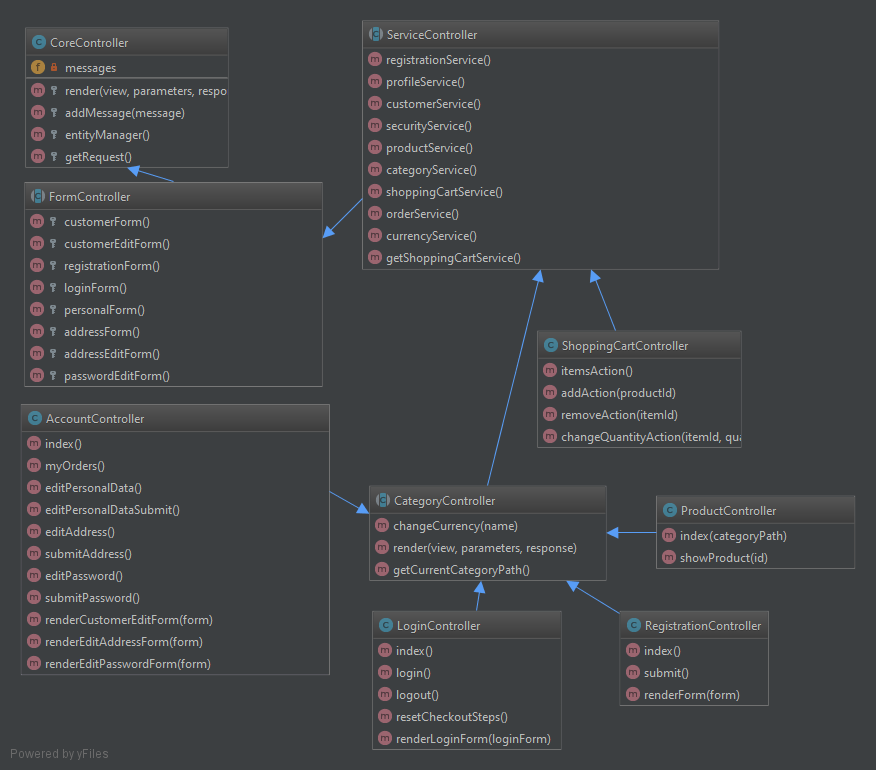 CoreController
messages
render(view, parameters, respo
addMessage(message)
entityManager()
getRequest()
ServiceController
registrationService()
profileService()
customerService()
securityService()
productService()
categoryService()
shoppingCartService()
orderService()
currencyService()
getShoppingCartService()
FormController
customerForm()
customerEditForm()
registrationForm()
loginForm()
personalForm()
addressForm()
addressEditForm()
passwordEditForm()
ShoppingCartController
itemsAction()
addAction(productId)
removeAction(itemId)
changeQuantityAction(itemId, qua
AccountController
index()
myOrders()
editPersonalData()
editPersonalDataSubmit()
editAddress()
submitAddress()
editPassword()
submitPassword()
renderCustomerEditForm(form)
renderEditAddressForm(form)
renderEditPasswordForm(form)
CategoryController
changeCurrency(name)
render(view, parameters, response)
getCurrentCategoryPath()
ProductController
index(categoryPath)
showProduct(id)
LoginController
index()
login()
logout()
resetCheckoutSteps()
renderLoginForm(loginForm)
RegistrationController
index()
submit()
renderForm(form)
Powered by yFiles